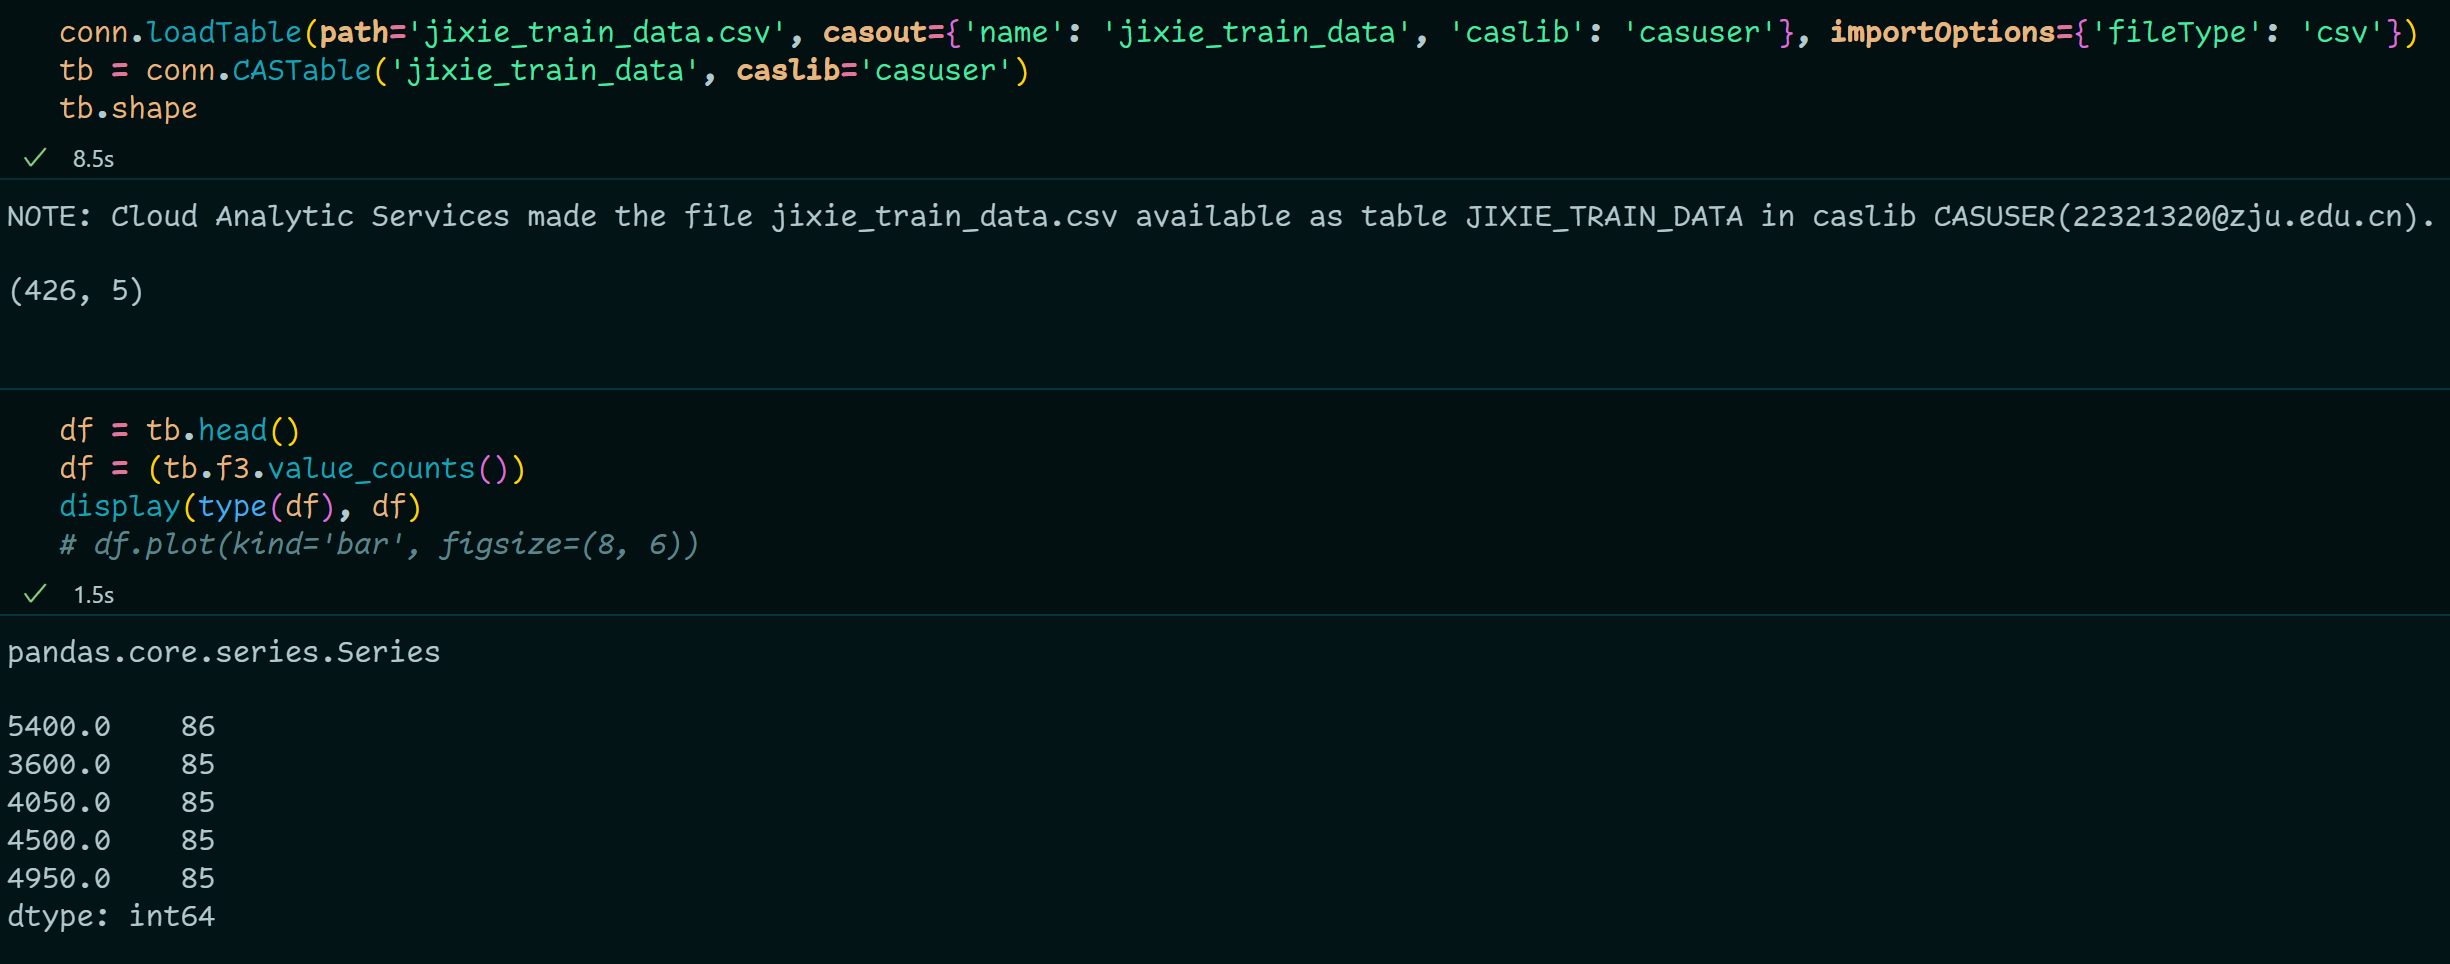 conn.loadTable(path='jixie_train_data.csv', casout={'name': 'jixie_train_data', 'caslib': 'casuser'}, importOptions={'fileType': 'csv'})
tb = conn.CASTable('jixie_train_data', caslib='casuser')
tb.shape
✓ 8.5s
NOTE: Cloud Analytic Services made the file jixie_train_data.csv available as table JIXIE_TRAIN_DATA in caslib CASUSER(22321320@zju.edu.cn).
(426, 5)
df = tb.head()
df = (tb.f3.value_counts())
display(type(df), df)
# df.plot(kind='bar', figsize=(8, 6))
✓ 1.5s
pandas.core.series.Series
5400.0    86
3600.0    85
4050.0    85
4500.0    85
4950.0    85
dtype: int64